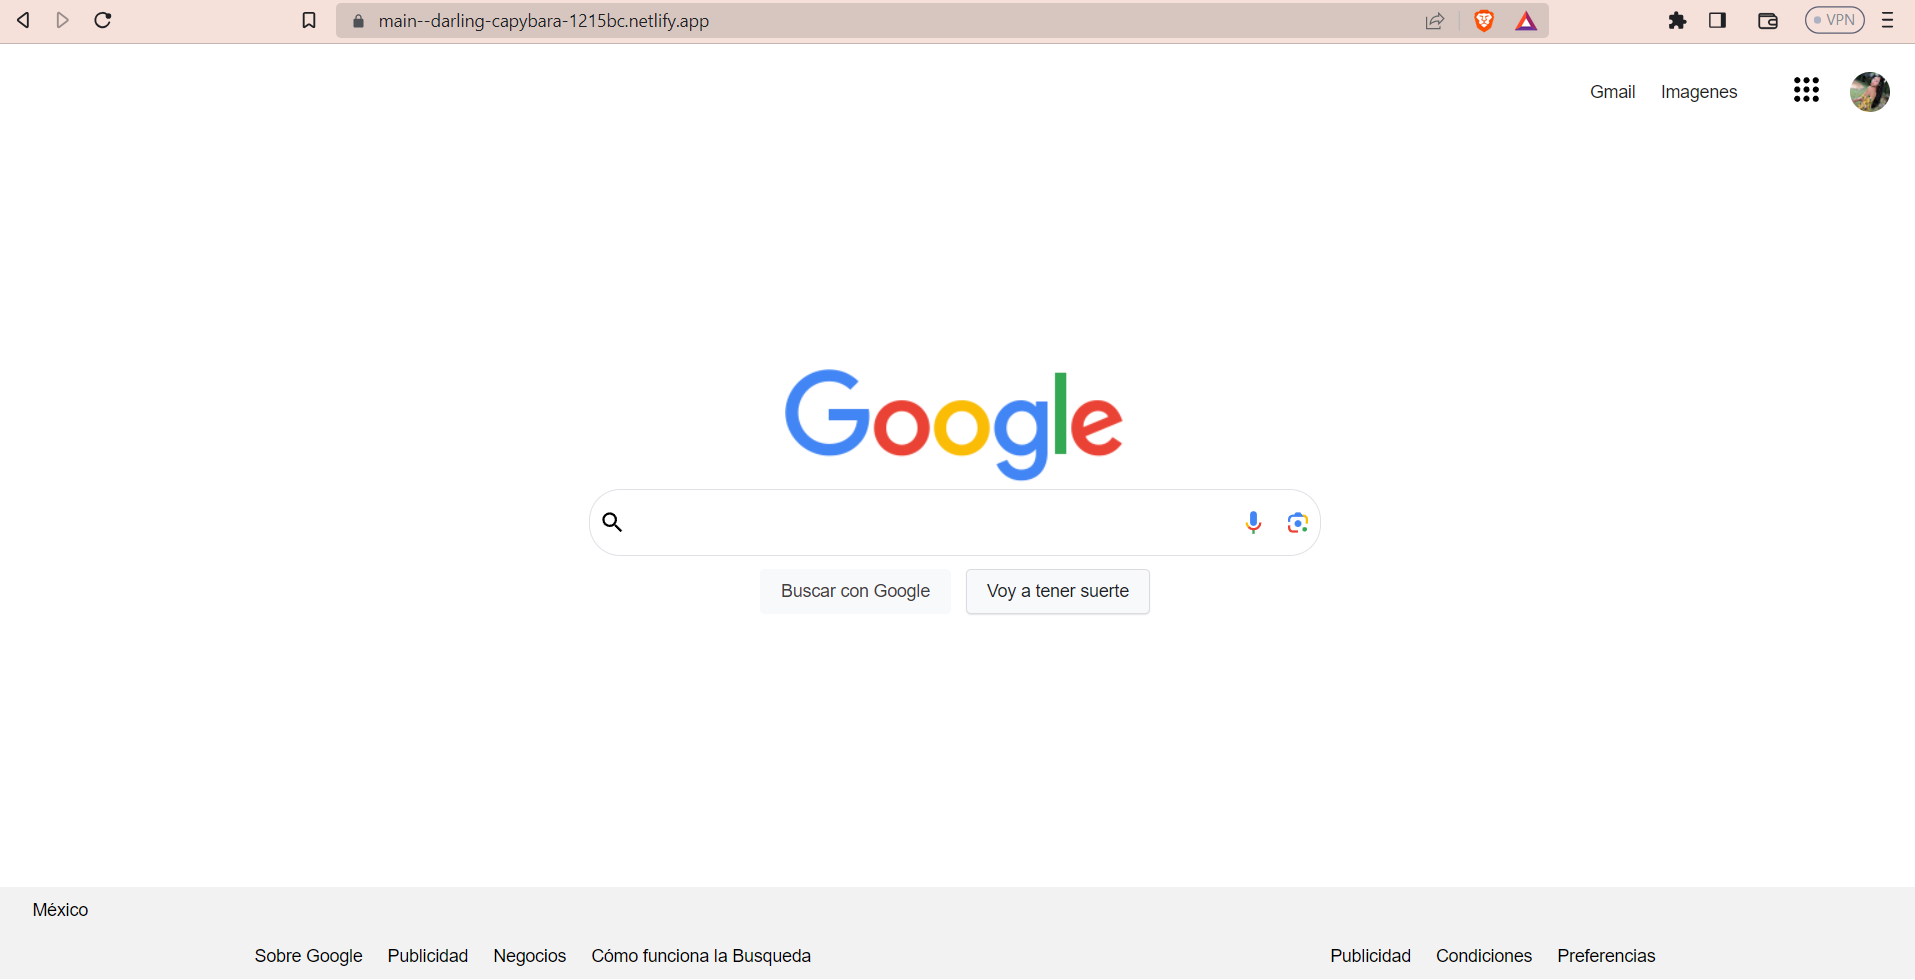 main--darling-capybara-1215bc.netlify.app
VPN
Gmail Imagenes
Google
Buscar con Google Voy a tener suerte
México
Sobre Google Publicidad Negocios Cómo funciona la Busqueda Publicidad Condiciones Preferencias